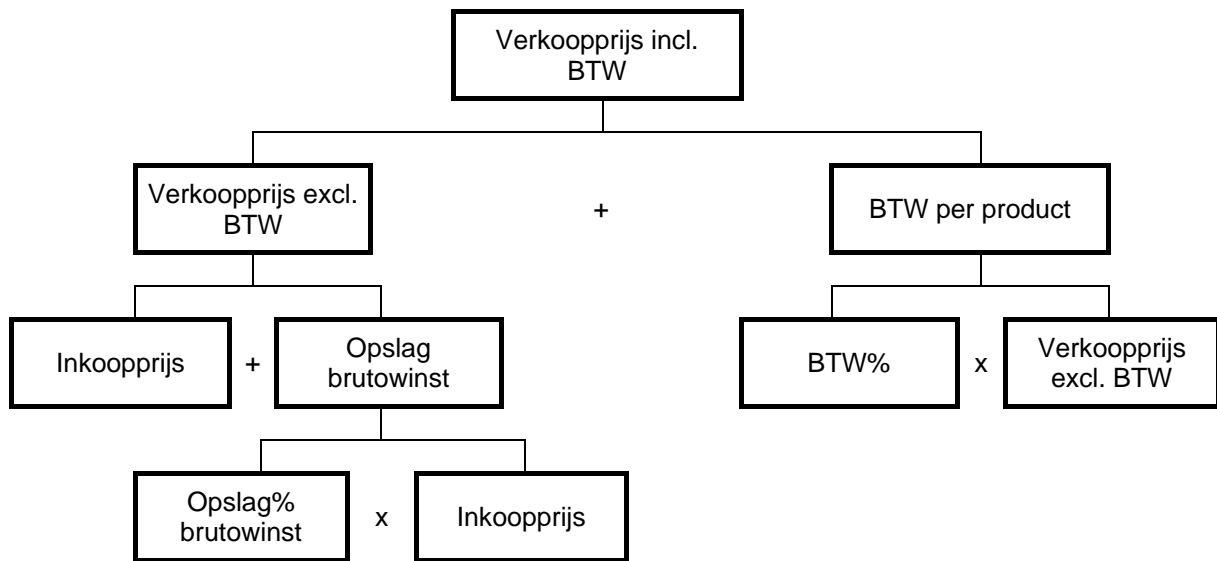 Verkoopprijs incl.
BTW
Verkoopprijs excl.
BTW
+
BTW per product
Inkoopprijs
+
Opslag
brutowinst
BTW%
x
Verkoopprijs
excl. BTW
Opslag%
brutowinst
x
Inkoopprijs